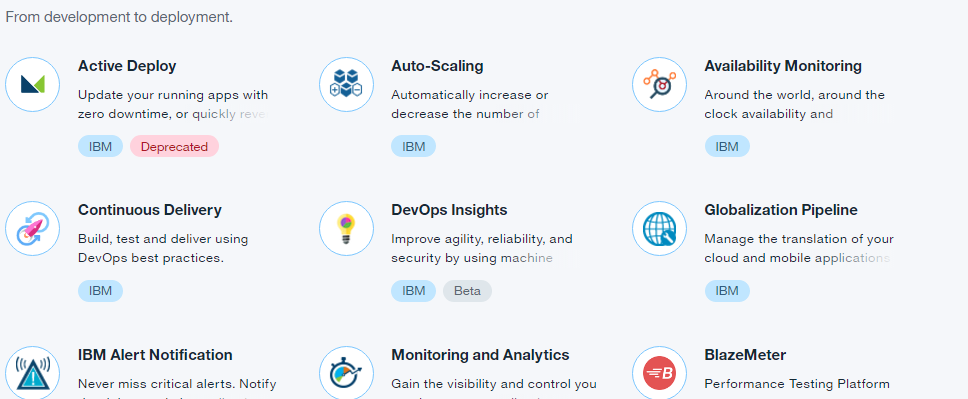 From development to deployment.
Active Deploy
Update your running apps with
zero downtime, or quickly reve
IBM Deprecated
Auto-Scaling
Automatically increase or
decrease the number of
IBM
Availability Monitoring
Around the world, around the
clock availability and
IBM
Continuous Delivery
Build, test and deliver using
DevOps best practices.
IBM
DevOps Insights
Improve agility, reliability, and
security by using machine
IBM Beta
Globalization Pipeline
Manage the translation of your
cloud and mobile applications
IBM
IBM Alert Notification
Never miss critical alerts. Notify
Monitoring and Analytics
Gain the visibility and control you
B
BlazeMeter
Performance Testing Platform